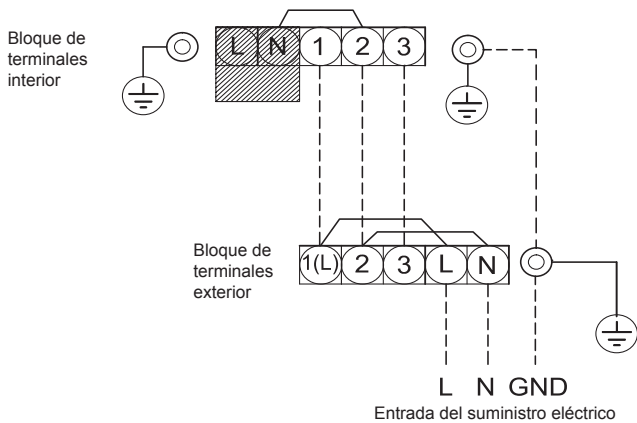 Bloque de
terminales
interior
L N 1 2 3
Bloque de
terminales
exterior
1(L) 2 3 L N
L N GND
Entrada del suministro eléctrico